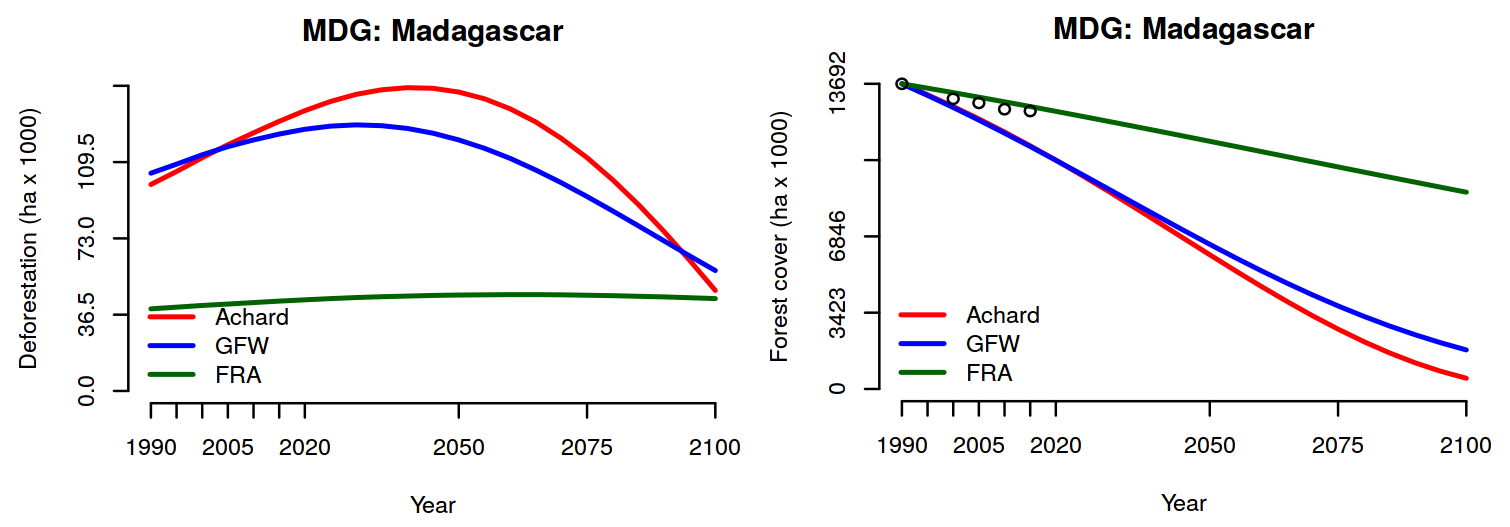 MDG: Madagascar
Deforestation (ha x 1000)
109.5
73.0
36.5
0.0
Achard
GFW
FRA
1990 2005 2020 2050 2075 2100
Year
MDG: Madagascar
Forest cover (ha x 1000)
13692
6846
3423
0
Achard
GFW
FRA
1990 2005 2020 2050 2075 2100
Year